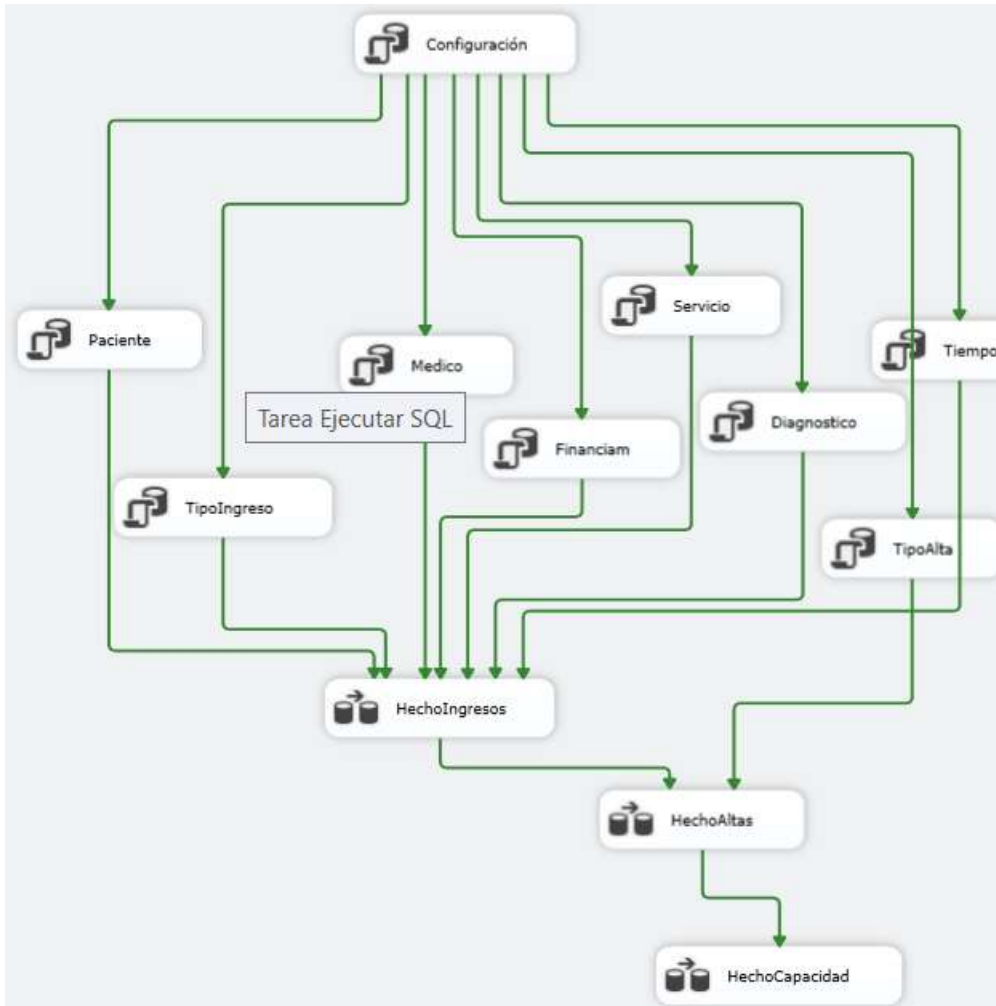 Configuración
Servicio
Paciente
Tiempo
Medico
Tarea Ejecutar SQL
Diagnostico
Financiam
TipoIngreso
TipoAlta
HechoIngresos
HechoAltas
HechoCapacidad